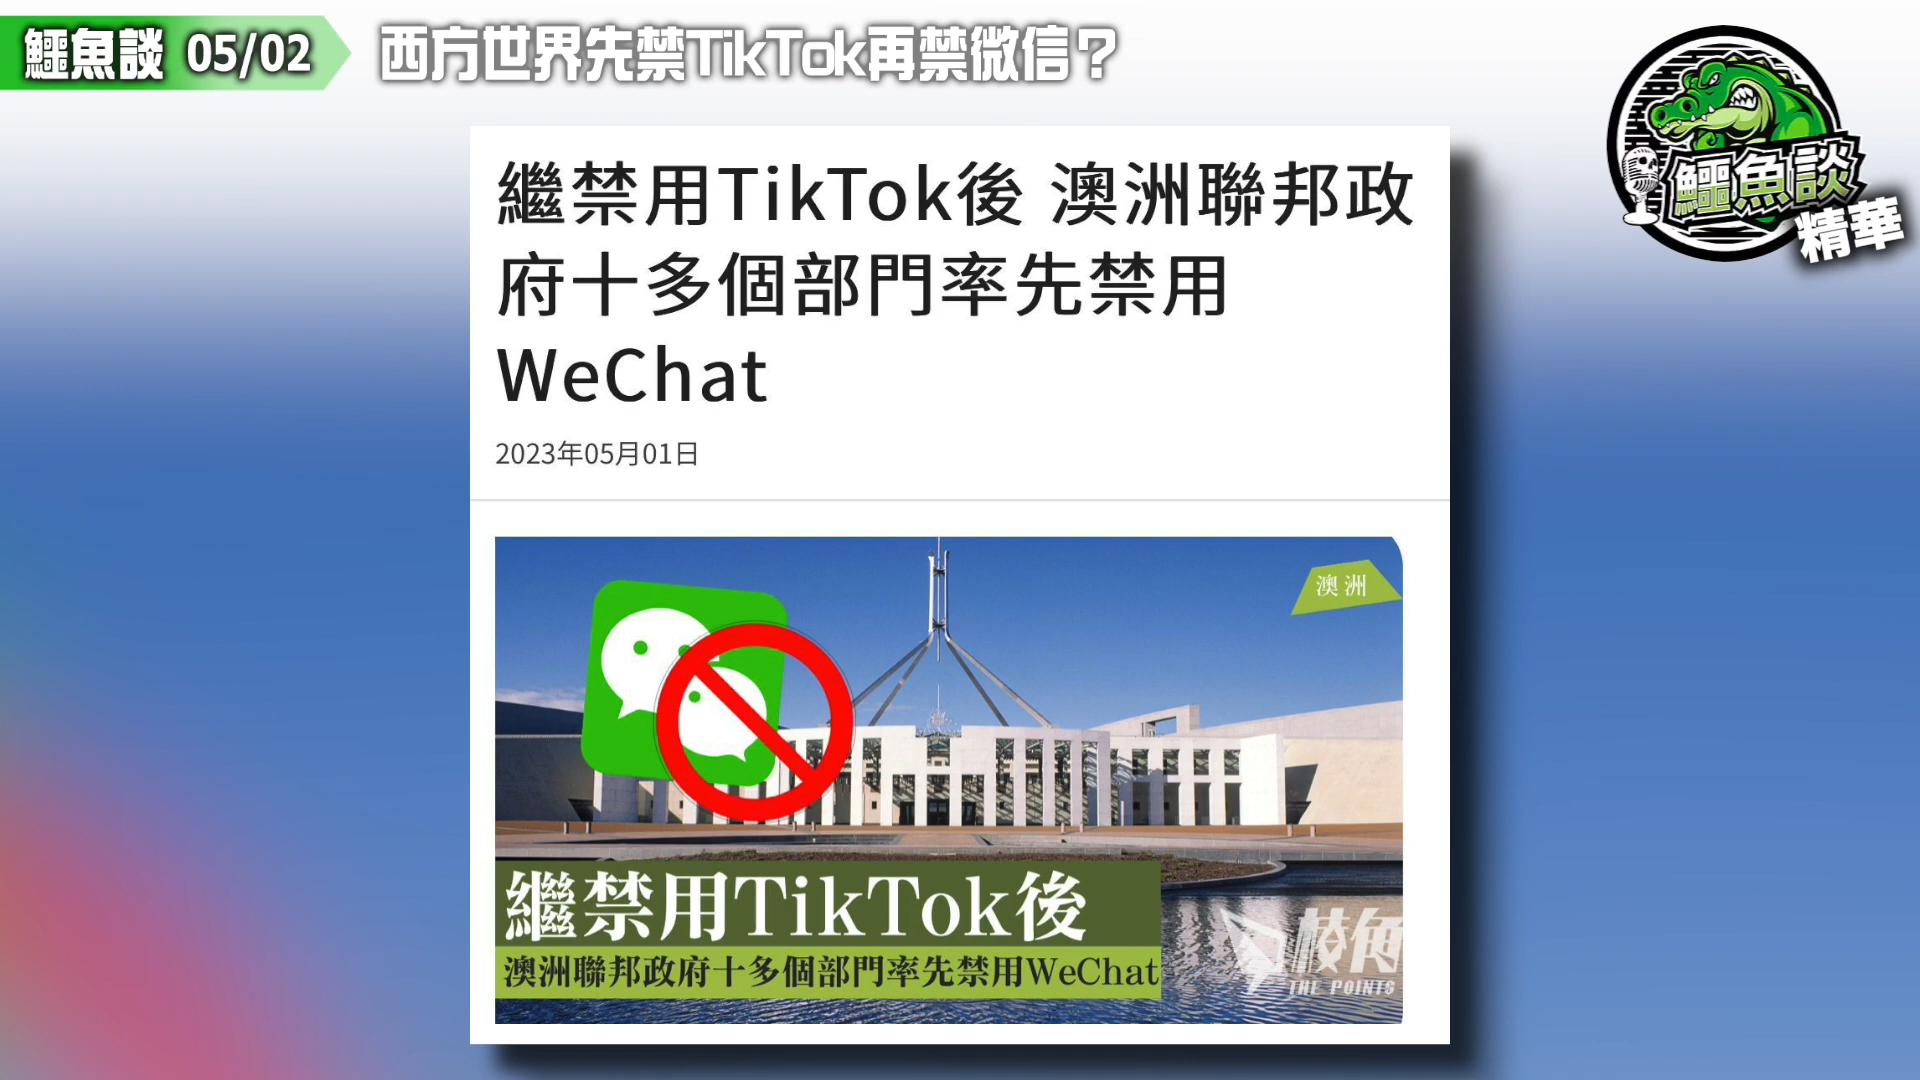 鱷魚談 05/02
西方世界先禁TikTok再禁微信？
鱷魚談
精華
繼禁用TikTok後 澳洲聯邦政
府十多個部門率先禁用
WeChat
2023年05月01日
澳洲
繼禁用TikTok後
澳洲聯邦政府十多個部門率先禁用WeChat
棱角
THE POINTS